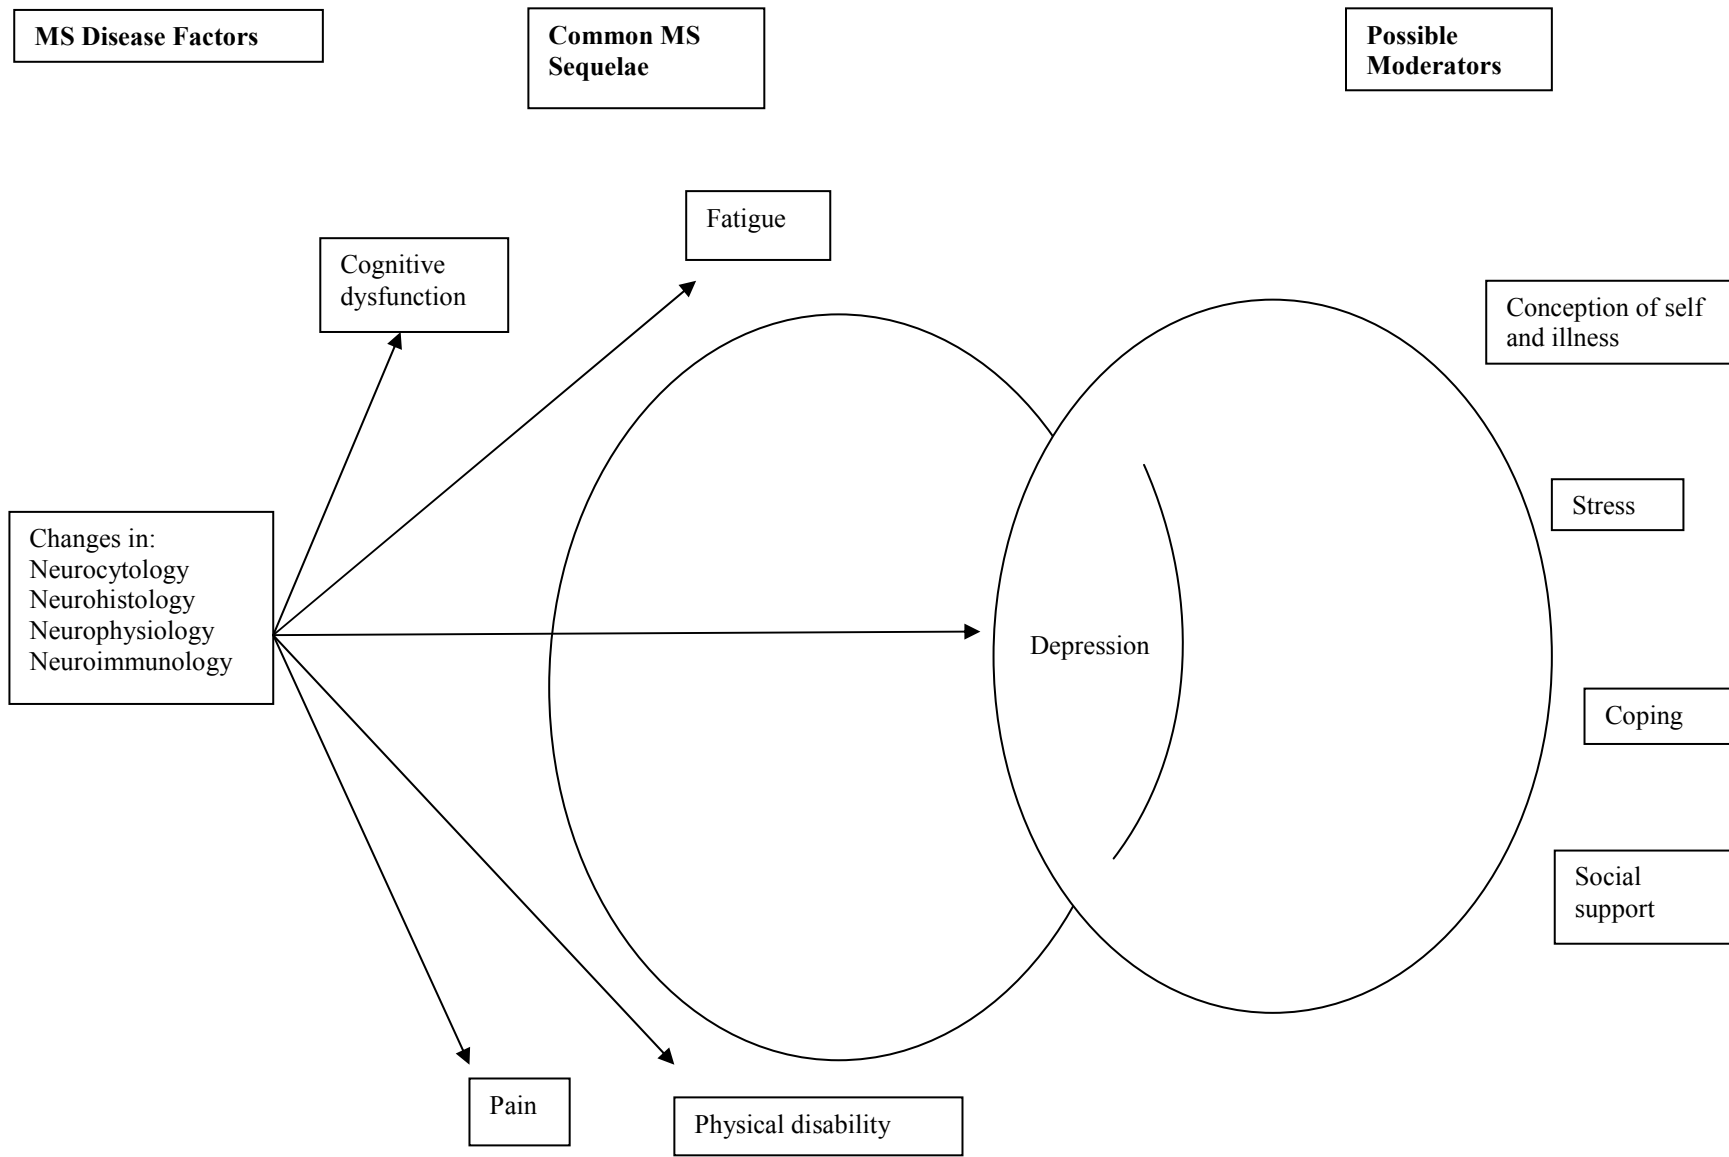 MS Disease Factors
Common MS
Sequelae
Possible
Moderators
Fatigue
Cognitive
dysfunction
Conception of self
and illness
Stress
Changes in:
Neurocytology
Neurohistology
Neurophysiology
Neuroimmunology
Depression
Coping
Social
support
Pain
Physical disability